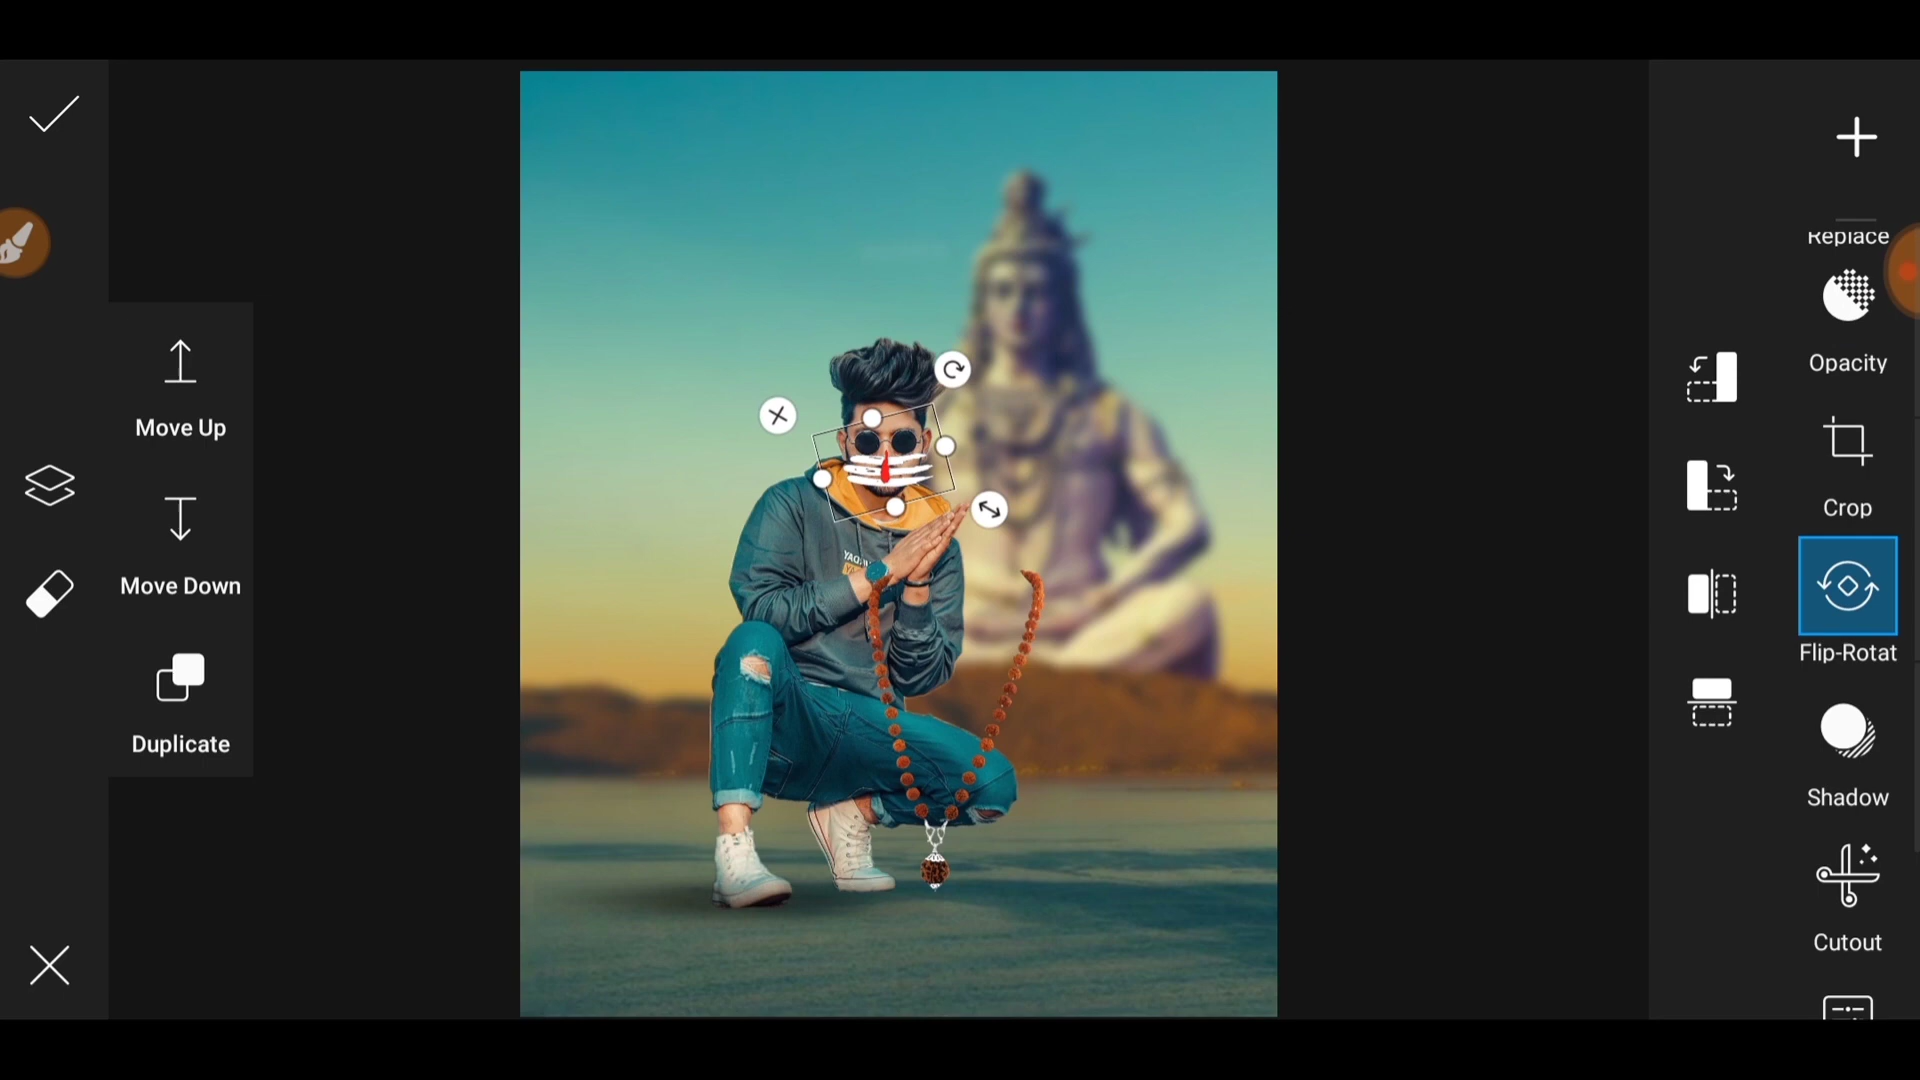 Move Up
Move Down
Duplicate
Replace
Opacity
Crop
Flip-Rotat
Shadow
Cutout